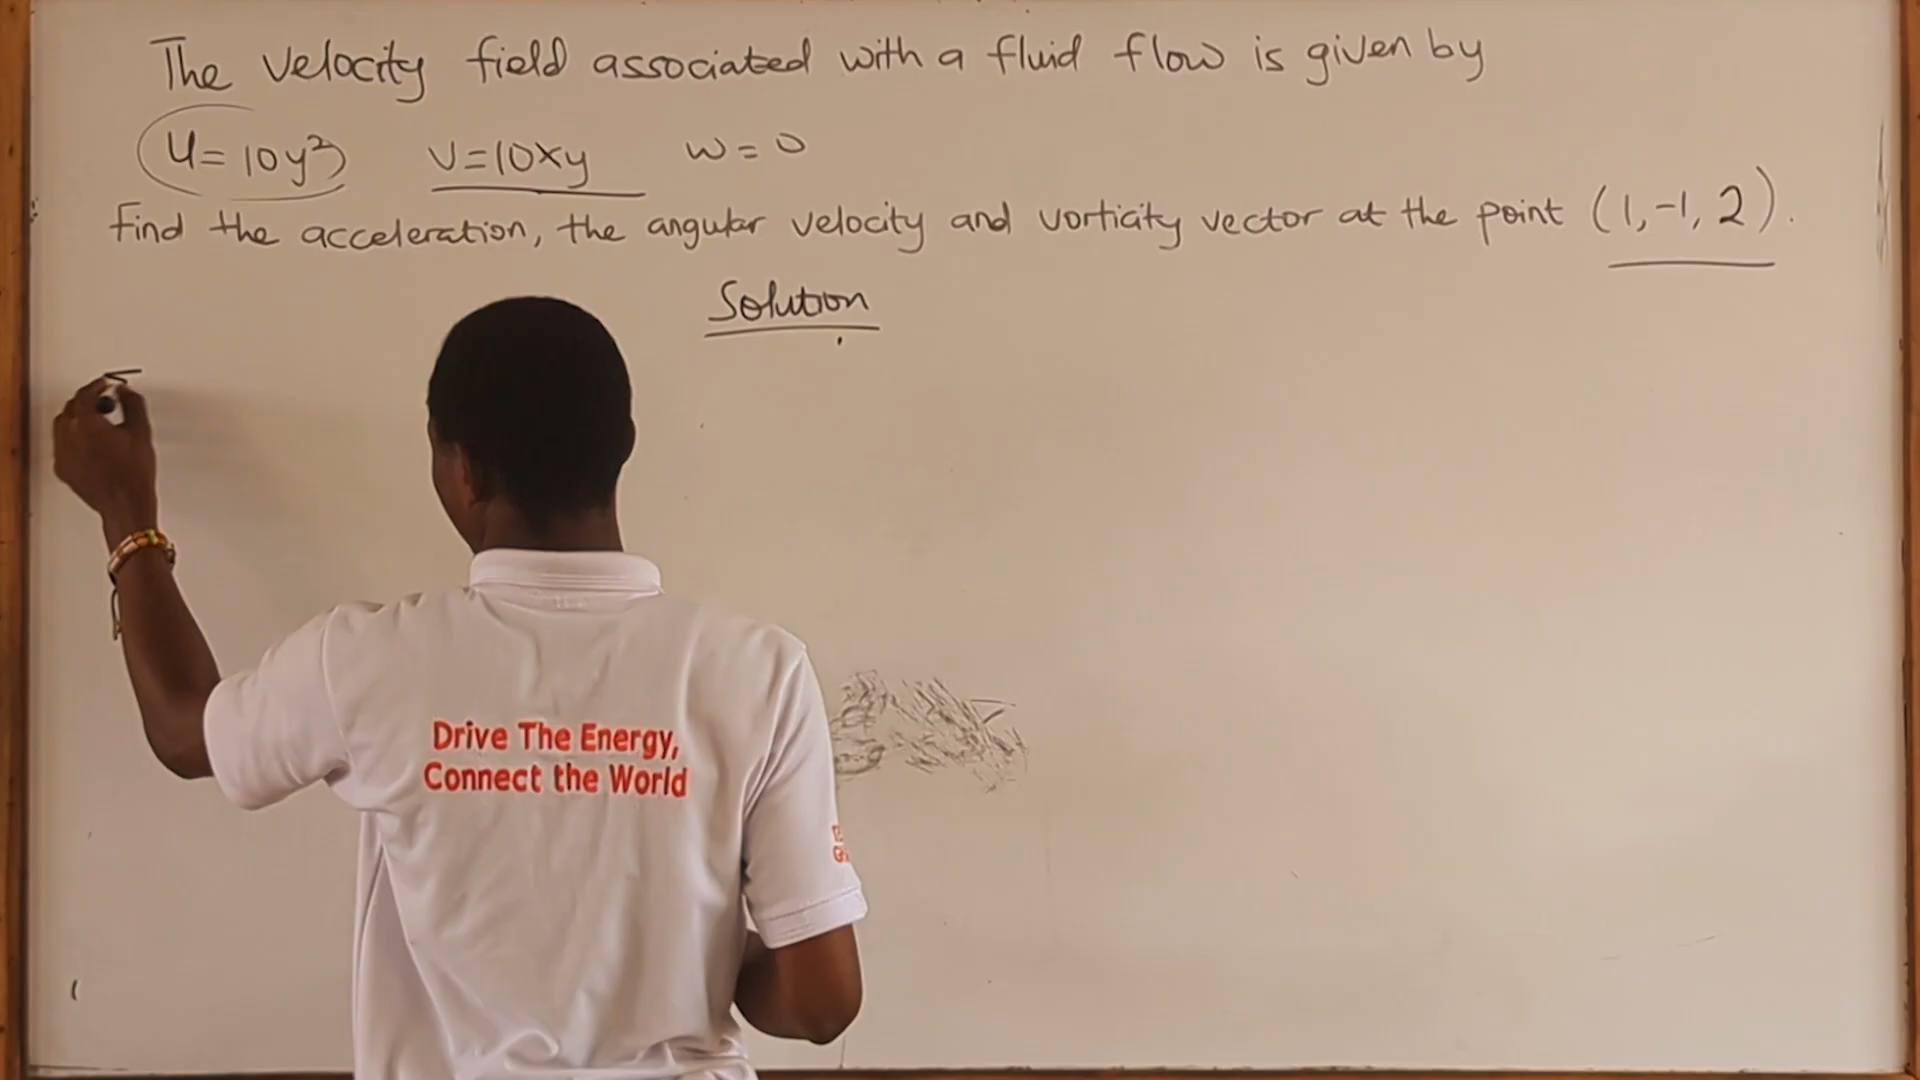 The velocity field associated with a fluid flow is given by
u = 10y² v = 10xy w = 0
find the acceleration, the angular velocity and vorticity vector at the point (1, -1, 2).
Solution
Drive The Energy,
Connect the World